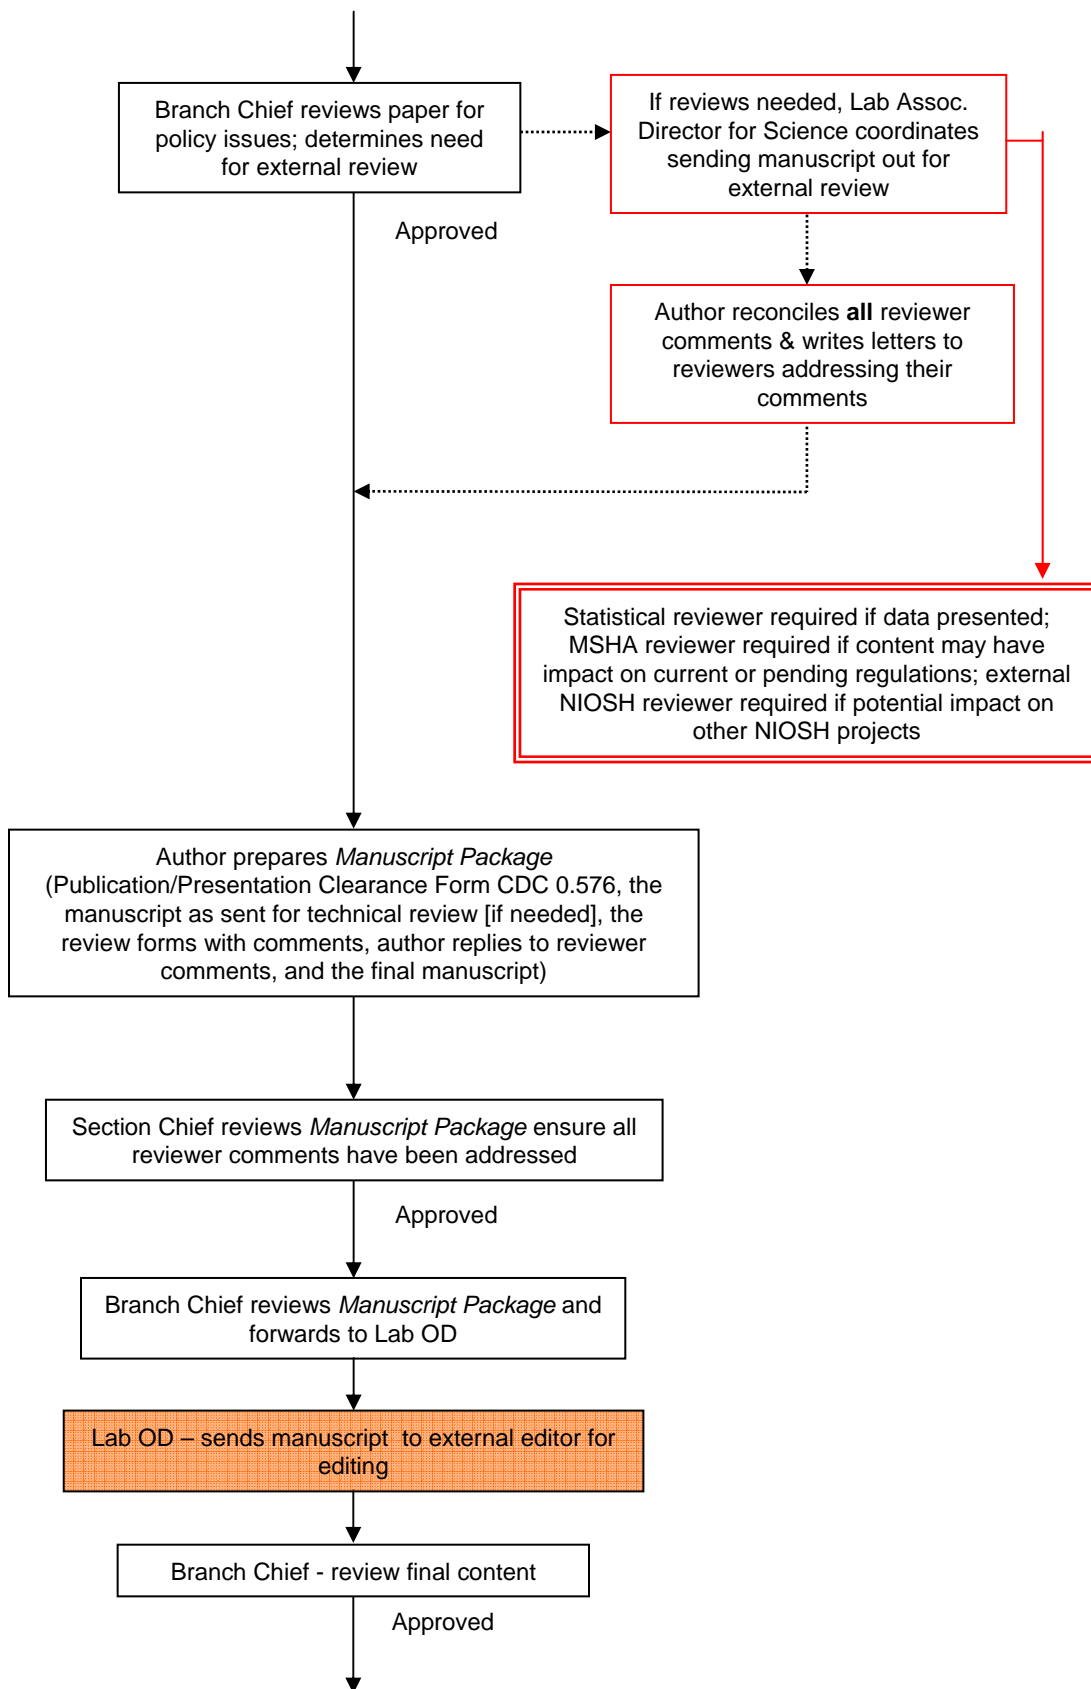 Branch Chief reviews paper for
policy issues; determines need
for external review
If reviews needed, Lab Assoc.
Director for Science coordinates
sending manuscript out for
external review
Approved
Author reconciles all reviewer
comments & writes letters to
reviewers addressing their
comments
Statistical reviewer required if data presented;
MSHA reviewer required if content may have
impact on current or pending regulations; external
NIOSH reviewer required if potential impact on
other NIOSH projects
Author prepares Manuscript Package
(Publication/Presentation Clearance Form CDC 0.576, the
manuscript as sent for technical review [if needed], the
review forms with comments, author replies to reviewer
comments, and the final manuscript)
Section Chief reviews Manuscript Package ensure all
reviewer comments have been addressed
Approved
Branch Chief reviews Manuscript Package and
forwards to Lab OD
Lab OD – sends manuscript to external editor for
editing
Branch Chief - review final content
Approved